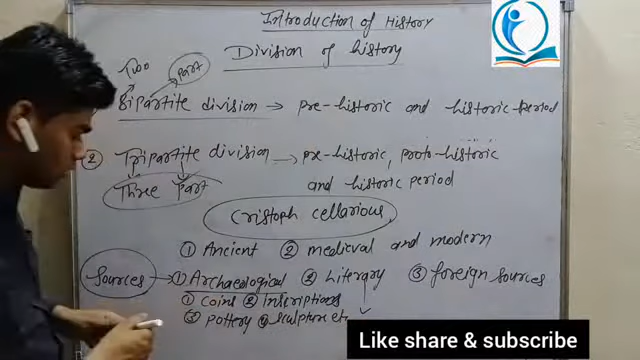 Introduction of History
Division of history
Two
Part
Bipartite division → pre-historic and historic period
② Tripartite division → pre-historic, proto-historic
Three Part
and historic period
Cristoph cellarious
① Ancient ② medieval and modern
Sources → ① Archaeological ② Literary ③ foreign sources
① Coins ② Inscriptions
③ Pottery ④ sculpture etc
Like share & subscribe